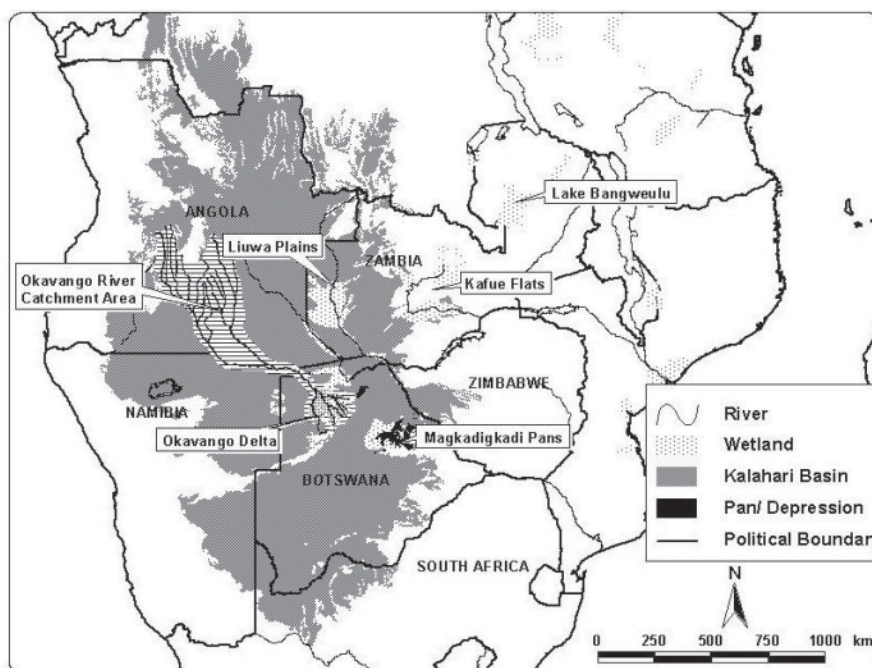 Lake Bangweulu
ANGOLA
Liuwa Plains
ZAMBIA
Okavango River
Catchment Area
Kafue Flats
ZIMBABWE
NAMIBIA
Okavango Delta
Magkadigkadi Pans
BOTSWANA
SOUTH AFRICA
River
Wetland
Kalahari Basin
Pan/ Depression
Political Boundar
N
0 250 500 750 1000 km